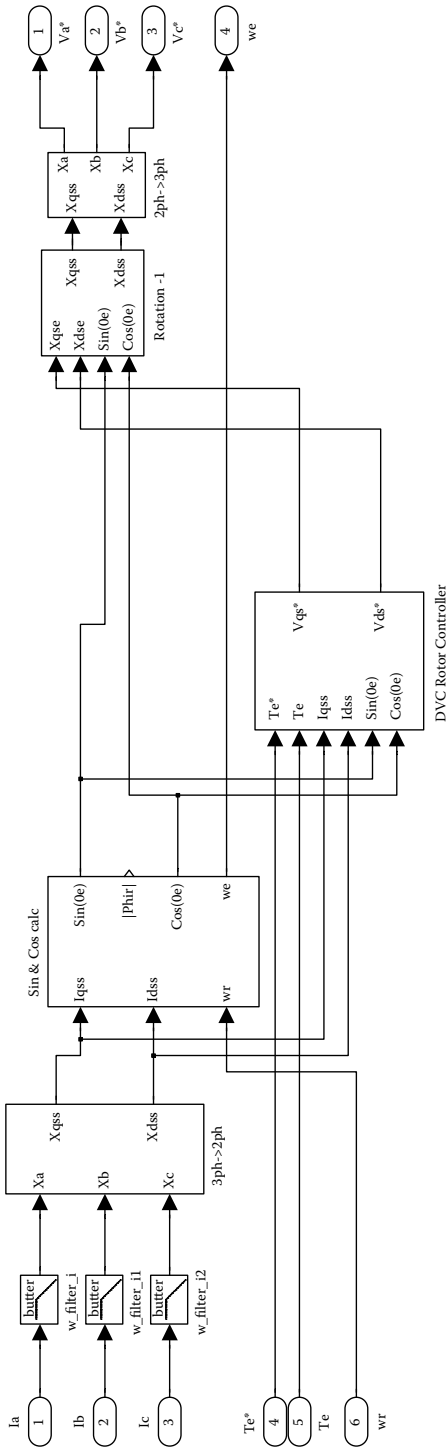 Ia
1
butter
w_filter_i
Ib
2
butter
w_filter_i1
Ic
3
butter
w_filter_i2
Te*
4
5
Te
6
wr
Xa
Xb
Xc
Xqss
Xdss
3ph->2ph
Sin & Cos calc
Iqss
Idss
wr
Sin(0e)
|Phir|
Cos(0e)
we
Te*
Te
Iqss
Idss
Sin(0e)
Cos(0e)
Vqs*
Vds*
DVC Rotor Controller
Xqse
Xdse
Sin(0e)
Cos(0e)
Xqss
Xdss
Rotation -1
Xqss
Xdss
Xa
Xb
Xc
2ph->3ph
1
Va*
2
Vb*
3
Vc*
4
we